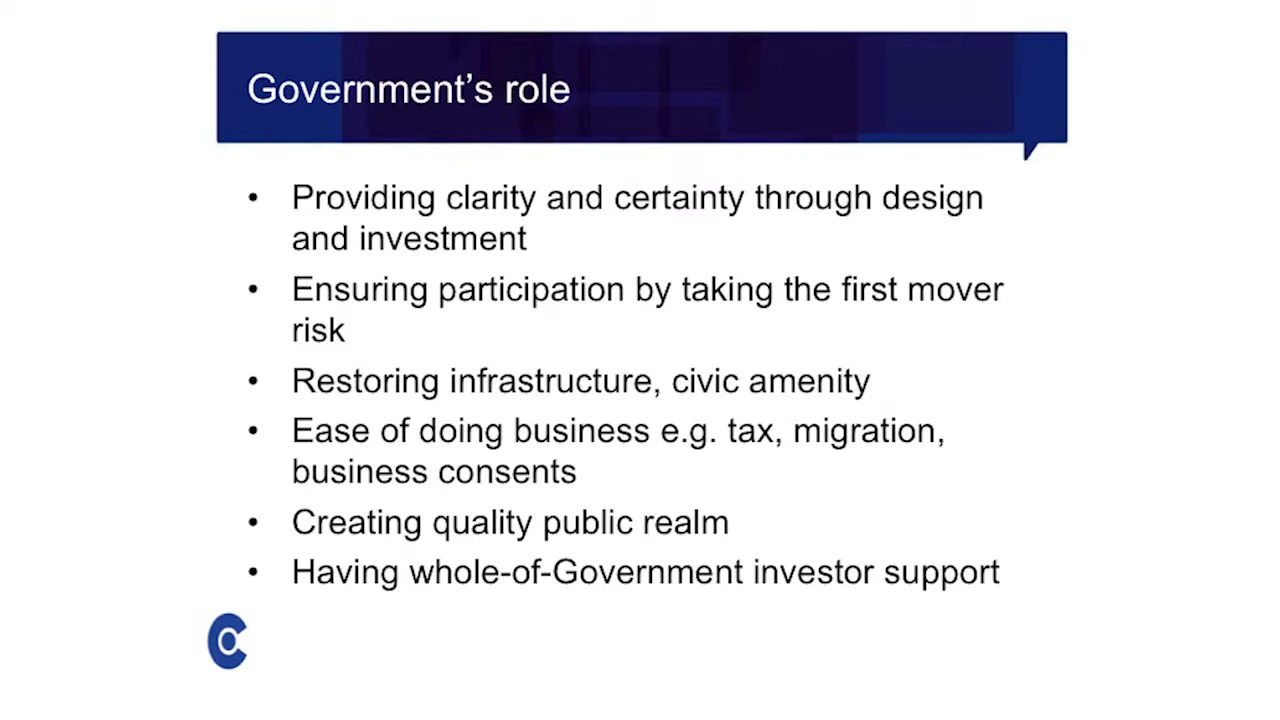 Government’s role
• Providing clarity and certainty through design
and investment
• Ensuring participation by taking the first mover
risk
• Restoring infrastructure, civic amenity
• Ease of doing business e.g. tax, migration,
business consents
• Creating quality public realm
• Having whole-of-Government investor support